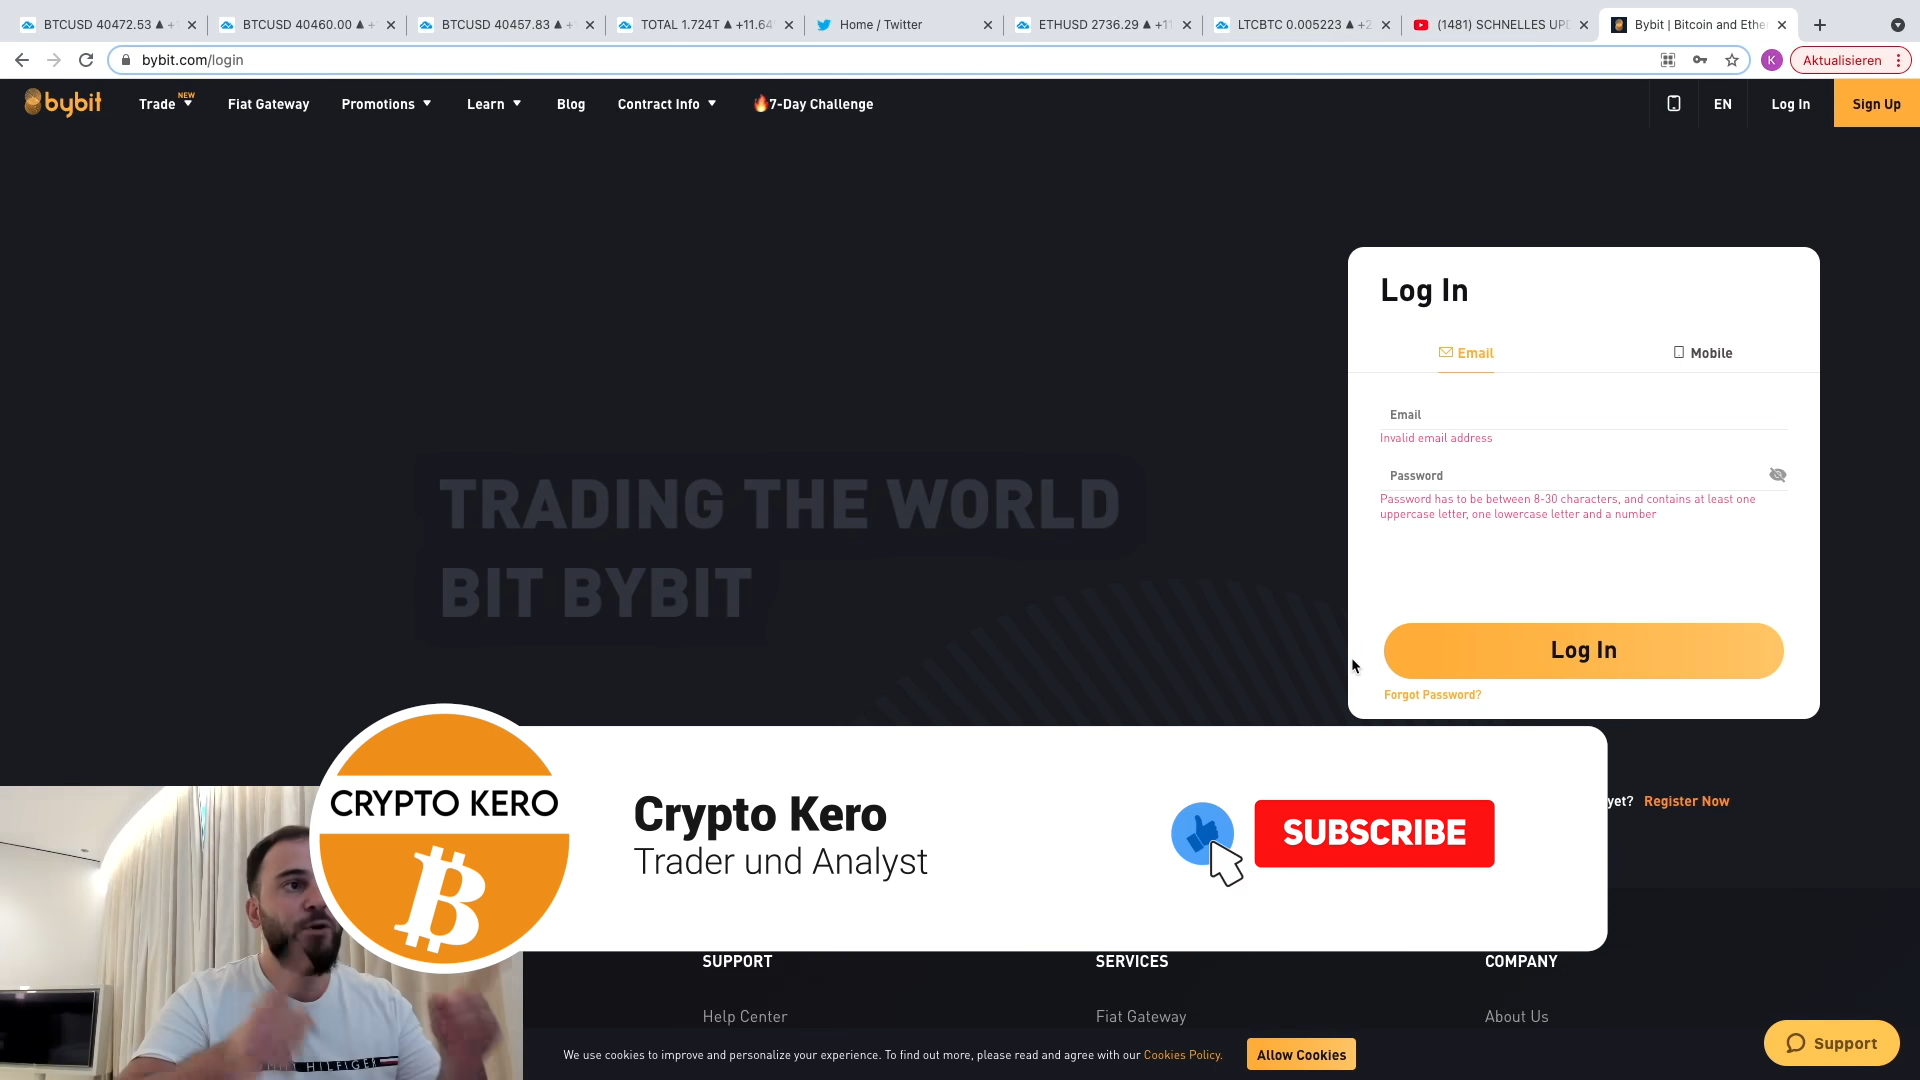 BTCUSD 40472.53 ▲ +
BTCUSD 40460.00 ▲ +
BTCUSD 40457.83 ▲ +
TOTAL 1.724T ▲ +11.64
Home / Twitter
ETHUSD 2736.29 ▲ +11
LTCBTC 0.005223 ▲ +2
(1481) SCHNELLES UPD
Bybit | Bitcoin and Ether
bybit.com/login
K
Aktualisieren
bybit
Trade NEW
Fiat Gateway
Promotions
Learn
Blog
Contract Info
7-Day Challenge
EN
Log In
Sign Up
Log In
Email
Mobile
Email
Invalid email address
Password
Password has to be between 8-30 characters, and contains at least one
uppercase letter, one lowercase letter and a number
Log In
Forgot Password?
TRADING THE WORLD
BIT BYBIT
yet? Register Now
CRYPTO KERO
Crypto Kero
Trader und Analyst
SUBSCRIBE
SUPPORT
SERVICES
COMPANY
Help Center
Fiat Gateway
About Us
HILFIGER
We use cookies to improve and personalize your experience. To find out more, please read and agree with our Cookies Policy.
Allow Cookies
Support